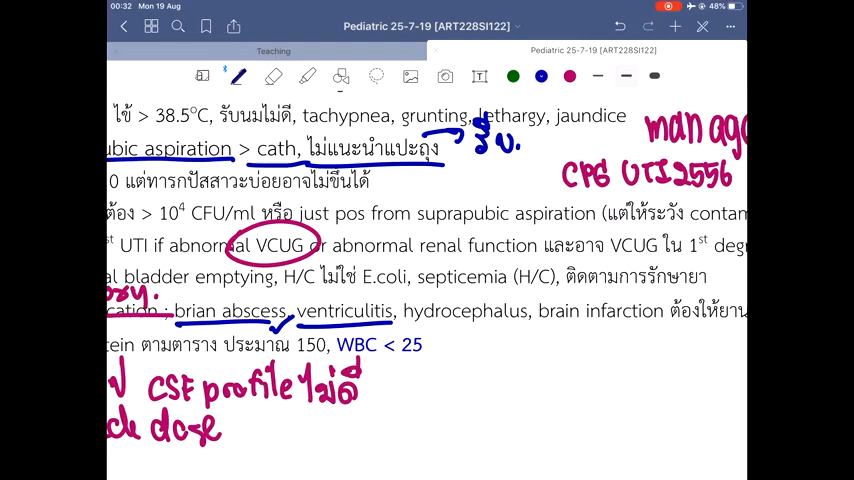 00:32 Mon 19 Aug
48%
Pediatric 25-7-19 [ART228SI122]
Teaching
Pediatric 25-7-19 [ART228SI122]
ไข้ > 38.5°C, รับนมไม่ดี, tachypnea, grunting, lethargy, jaundice
manag
ubic aspiration > cath, ไม่แนะนำแปะถุง
CPG UTI 2556
0 แต่ทารกปัสสาวะบ่อยอาจไม่ขึ้นได้
ต้อง > 10⁴ CFU/ml หรือ just pos from suprapubic aspiration (แต่ให้ระวัง contam
st UTI if abnormal VCUG or abnormal renal function และอาจ VCUG ใน 1st deg
al bladder emptying, H/C ไม่ใช่ E.coli, septicemia (H/C), ติดตามการรักษายา
ory.
cation ; brian abscess, ventriculitis, hydrocephalus, brain infarction ต้องให้ยาน
tein ตามตาราง ประมาณ 150, WBC < 25
CSF profile ไม่ดี
dose